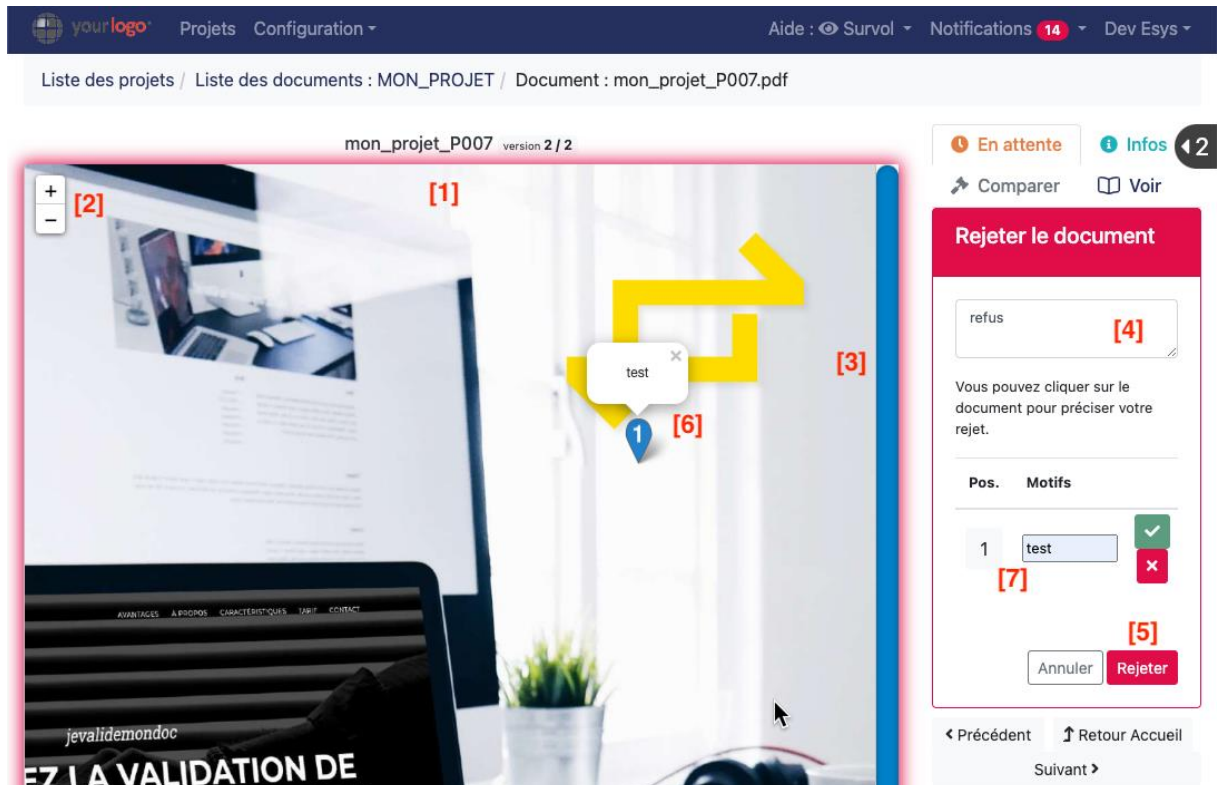 yourlogo Projets Configuration Aide : Survol Notifications 14 Dev Esys
Liste des projets / Liste des documents : MON_PROJET / Document : mon_projet_P007.pdf
mon_projet_P007 version 2 / 2
En attente Infos 2
Comparer Voir
+ [2] [1]
−
Rejeter le document
refus [4]
[3]
test ×
[6]
1
Vous pouvez cliquer sur le
document pour préciser votre
rejet.
Pos. Motifs
1 test
[7]
[5]
Annuler Rejeter
AVANTAGES A PROPOS CARACTÉRISTIQUES TARIF CONTACT
jevalidemondoc
EZ LA VALIDATION DE
Précédent Retour Accueil
Suivant